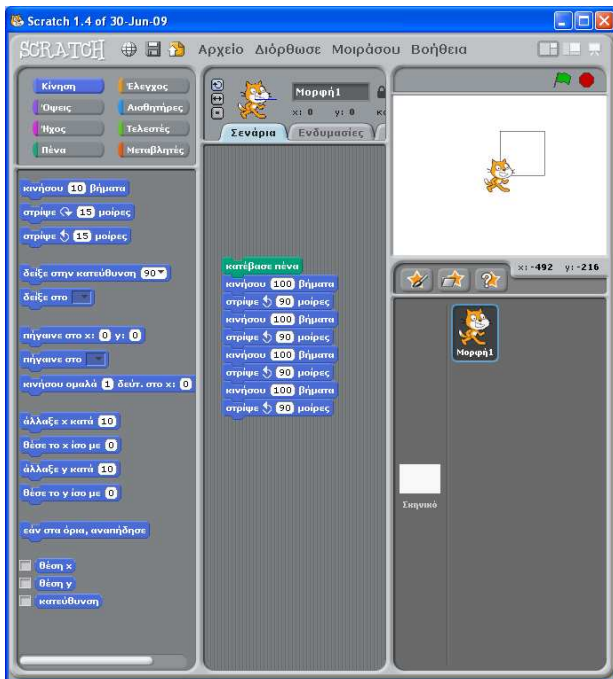 Scratch 1.4 of 30-Jun-09
SCRATCH Αρχείο Διόρθωσε Μοιράσου Βοήθεια
Κίνηση Έλεγχος
Όψεις Αισθητήρες
Ήχος Τελεστές
Πένα Μεταβλητές
κινήσου 10 βήματα
στρίψε 15 μοίρες
στρίψε 15 μοίρες
δείξε στην κατεύθυνση 90
δείξε στο
πήγαινε στο x: 0 y: 0
πήγαινε στο
κινήσου ομαλά 1 δεύτ. στο x: 0
άλλαξε x κατά 10
θέσε το x ίσο με 0
άλλαξε y κατά 10
θέσε το y ίσο με 0
εάν στα όρια, αναπήδησε
θέση x
θέση y
κατεύθυνση
Μορφή1
x: 0 y: 0 κα
Σενάρια Ενδυμασίες
κατέβασε πένα
κινήσου 100 βήματα
στρίψε 90 μοίρες
κινήσου 100 βήματα
στρίψε 90 μοίρες
κινήσου 100 βήματα
στρίψε 90 μοίρες
κινήσου 100 βήματα
στρίψε 90 μοίρες
x: -492 y: -216
Μορφή1
Σκηνικό